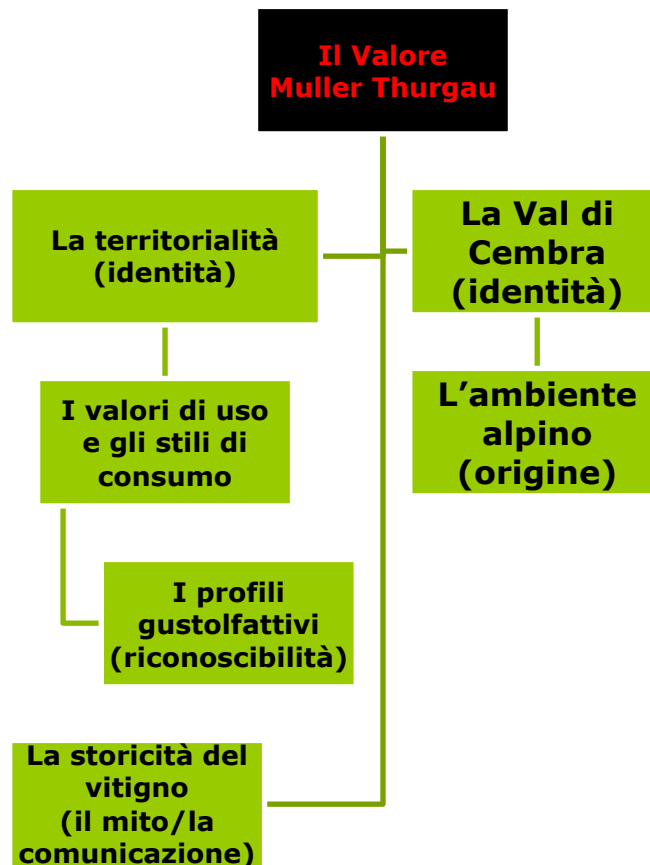 Il Valore
Muller Thurgau
La territorialità
(identità)
La Val di
Cembra
(identità)
I valori di uso
e gli stili di
consumo
L’ambiente
alpino
(origine)
I profili
gustolfattivi
(riconoscibilità)
La storicità del
vitigno
(il mito/la
comunicazione)